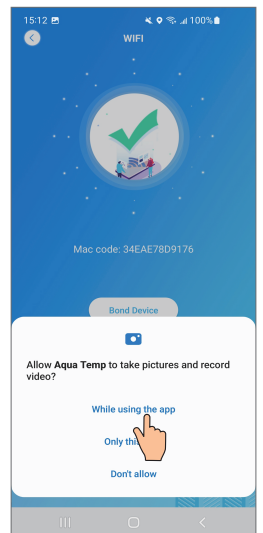 15:12 100%
WIFI
Mac code: 34EAE78D9176
Bond Device
Allow Aqua Temp to take pictures and record
video?
While using the app
Only thi
Don't allow